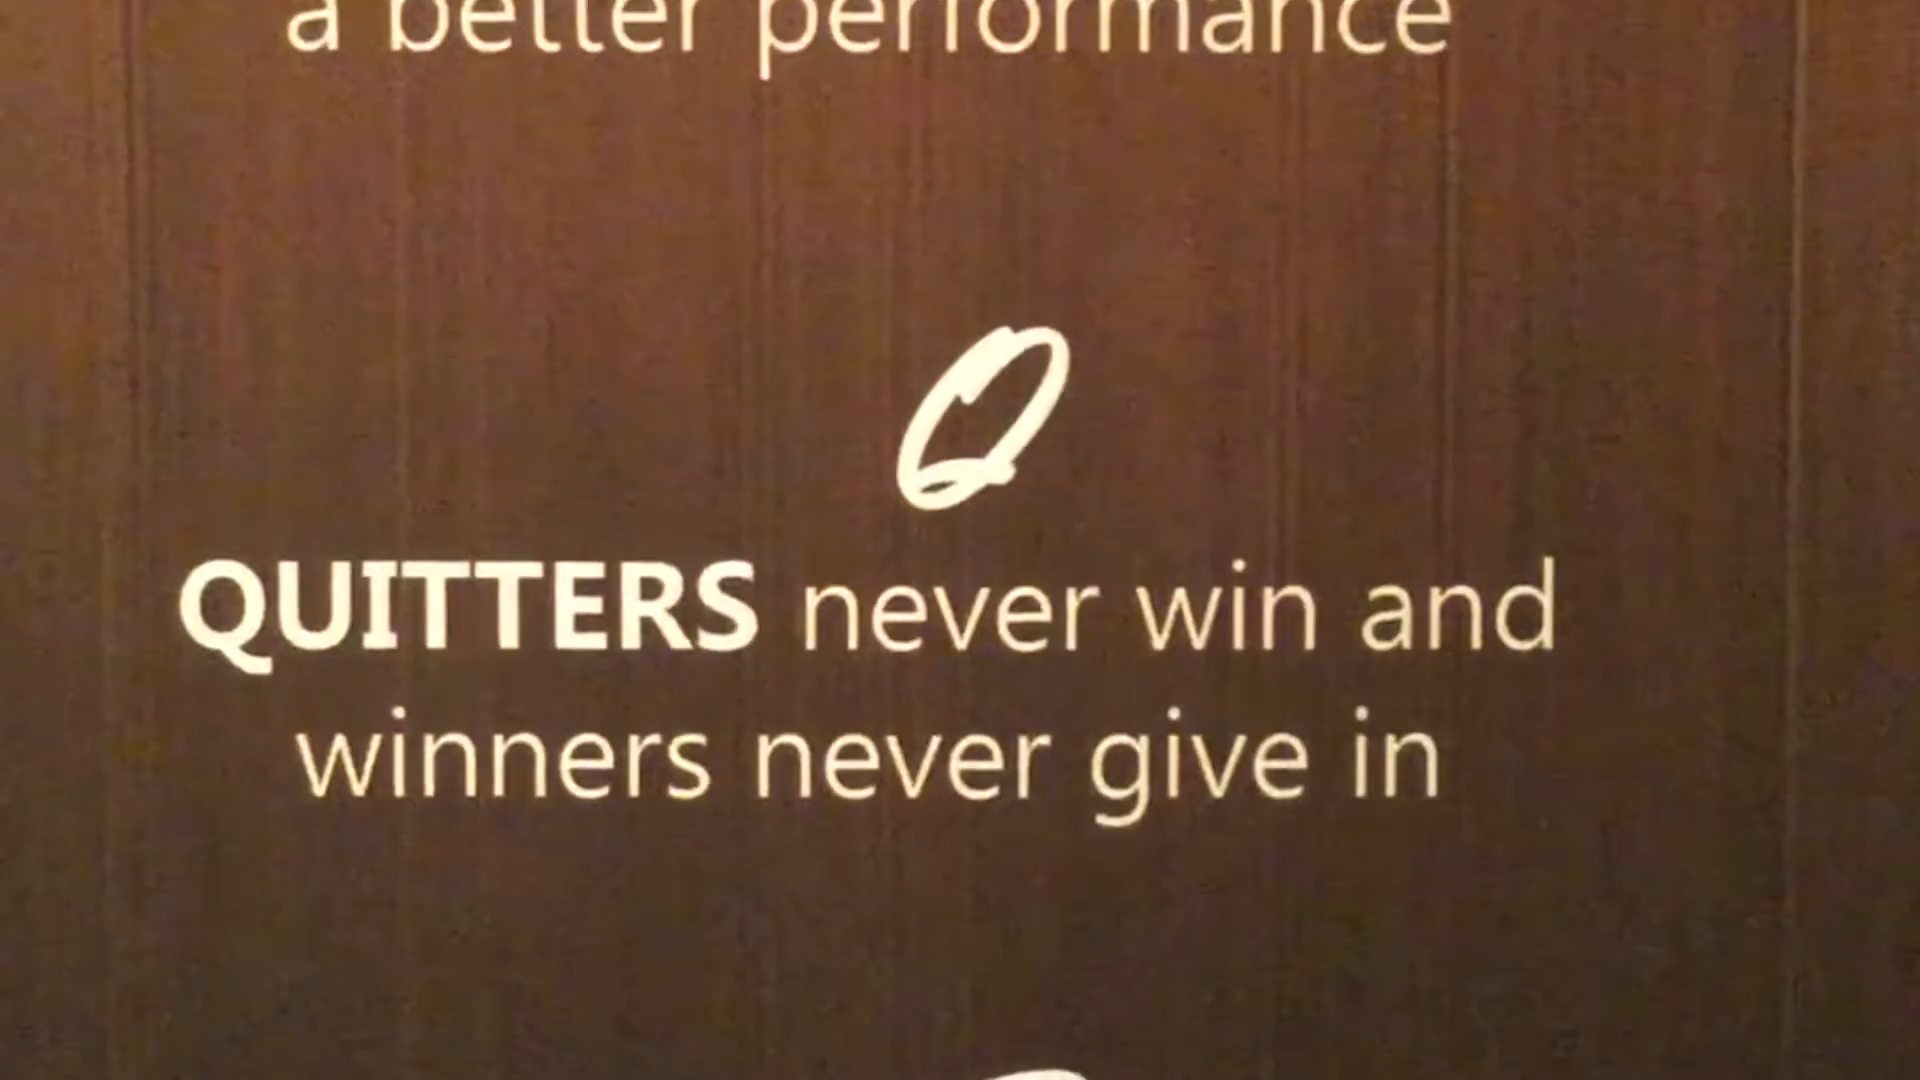 a better performance
Q
QUITTERS never win and
winners never give in